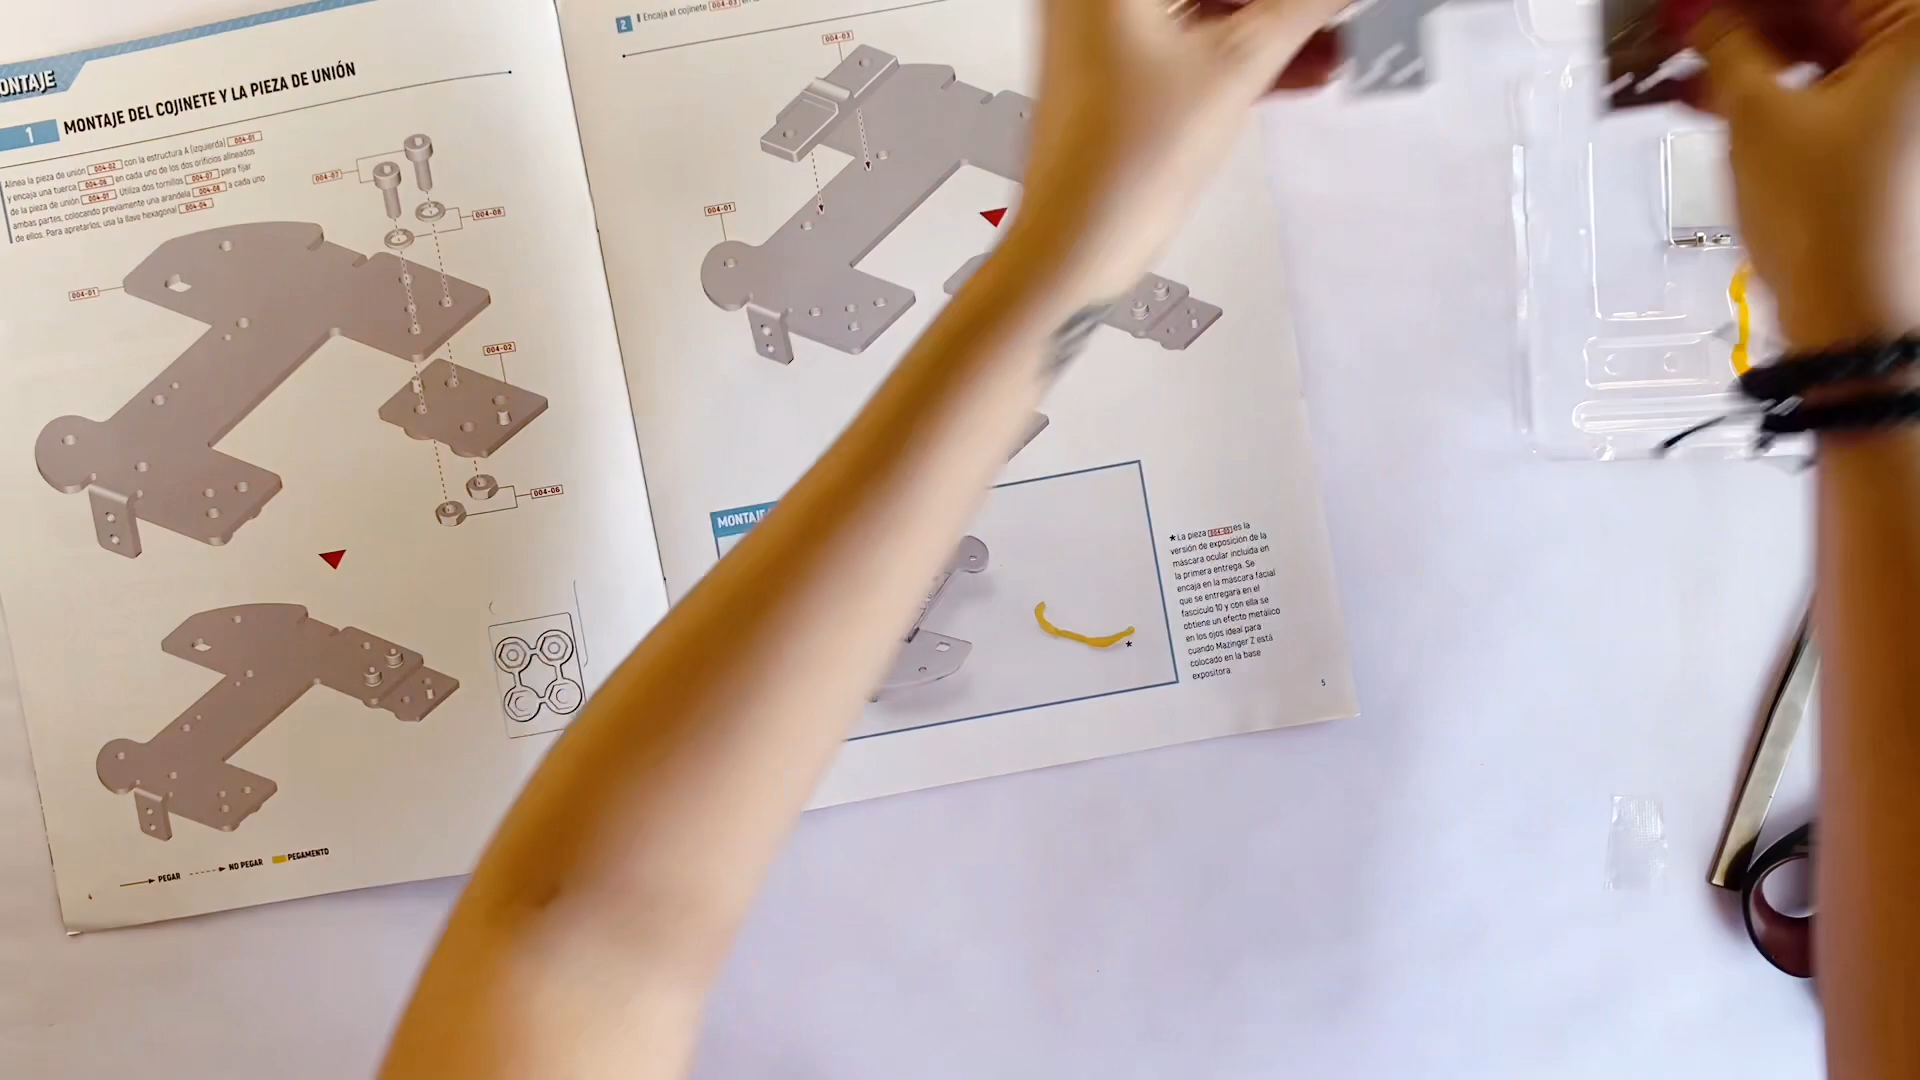 MONTAJE
1 MONTAJE DEL COJINETE Y LA PIEZA DE UNIÓN
Alinea la pieza de unión 004-02 con la estructura A (izquierda) 004-01
y encaja una tuerca 004-06 en cada uno de los dos orificios alineados
de la pieza de unión 004-01. Utiliza dos tornillos 004-07 para fijar
ambas partes, colocando previamente una arandela 004-08 a cada uno
de ellos. Para apretarlos, usa la llave hexagonal 004-04
004-07
004-08
004-01
004-02
004-06
PEGAR
NO PEGAR
PEGAMENTO
4
2 Encaja el cojinete 004-03
004-03
004-01
MONTAJE
* La pieza 004-05 es la
versión de exposición de la
máscara ocular incluida en
la primera entrega. Se
encaja en la máscara facial
que se entregará en el
fascículo 10 y con ella se
obtiene un efecto metálico
en los ojos ideal para
cuando Mazinger Z está
colocado en la base
expositora.
*
5